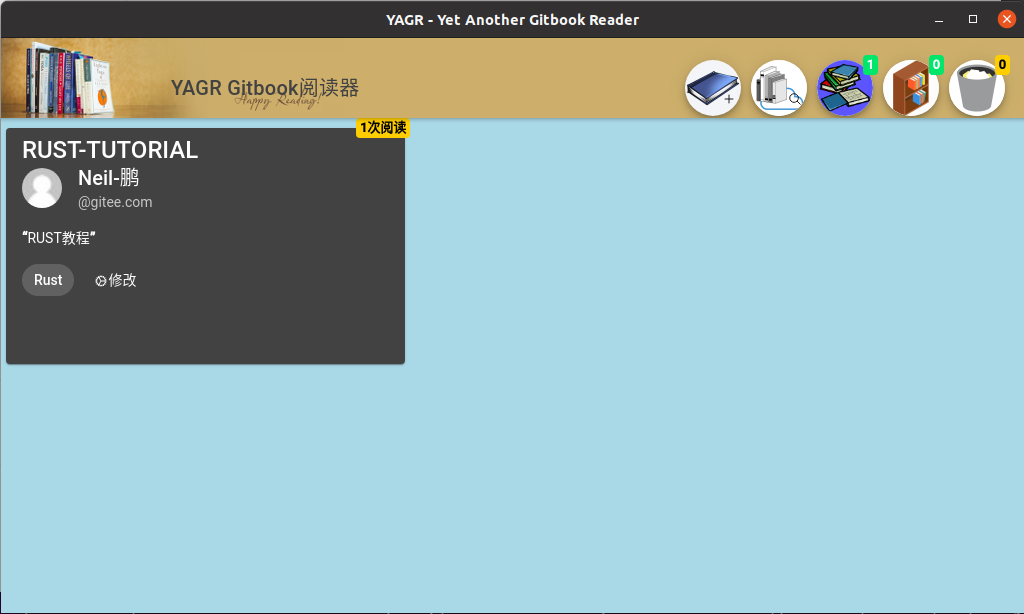 YAGR - Yet Another Gitbook Reader
YAGR Gitbook阅读器
Happy Reading!
1
0
0
1次阅读
RUST-TUTORIAL
Neil-鹏
@gitee.com
“RUST教程”
Rust
修改